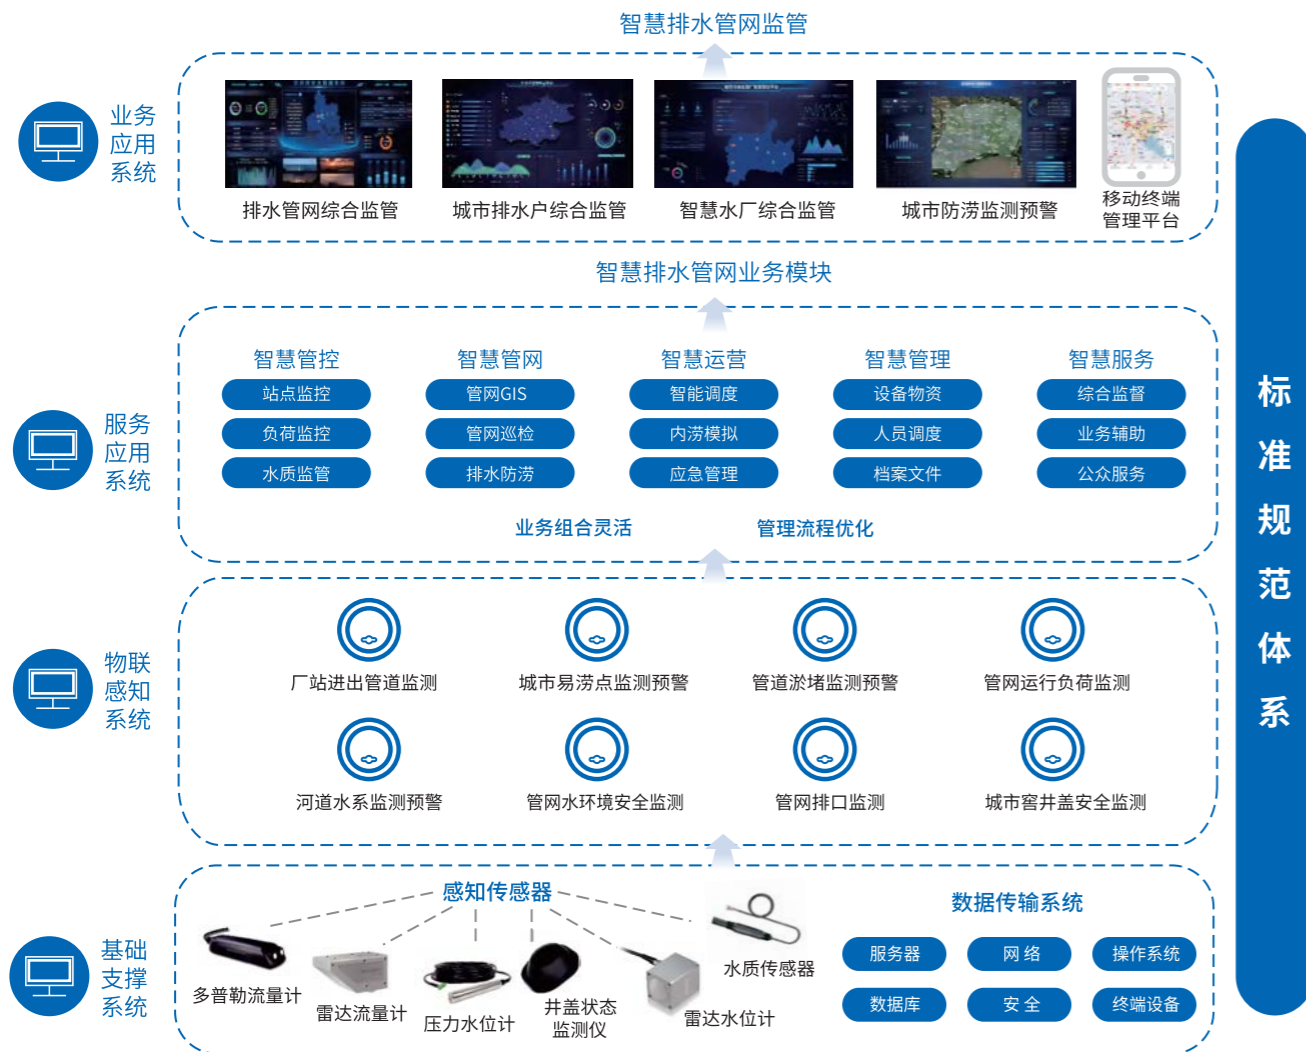 智慧排水管网监管
业务
应用
系统
排水管网综合监管
城市排水户综合监管
智慧水厂综合监管
城市防涝监测预警
移动终端
管理平台
智慧排水管网业务模块
服务
应用
系统
智慧管控
站点监控
负荷监控
水质监管
智慧管网
管网GIS
管网巡检
排水防涝
智慧运营
智能调度
内涝模拟
应急管理
智慧管理
设备物资
人员调度
档案文件
智慧服务
综合监督
业务辅助
公众服务
业务组合灵活
管理流程优化
物联
感知
系统
厂站进出管道监测
城市易涝点监测预警
管道淤堵监测预警
管网运行负荷监测
河道水系监测预警
管网水环境安全监测
管网排口监测
城市窖井盖安全监测
基础
支撑
系统
感知传感器
多普勒流量计
雷达流量计
压力水位计
井盖状态
监测仪
雷达水位计
水质传感器
数据传输系统
服务器
网 络
操作系统
数据库
安 全
终端设备
标准规范体系